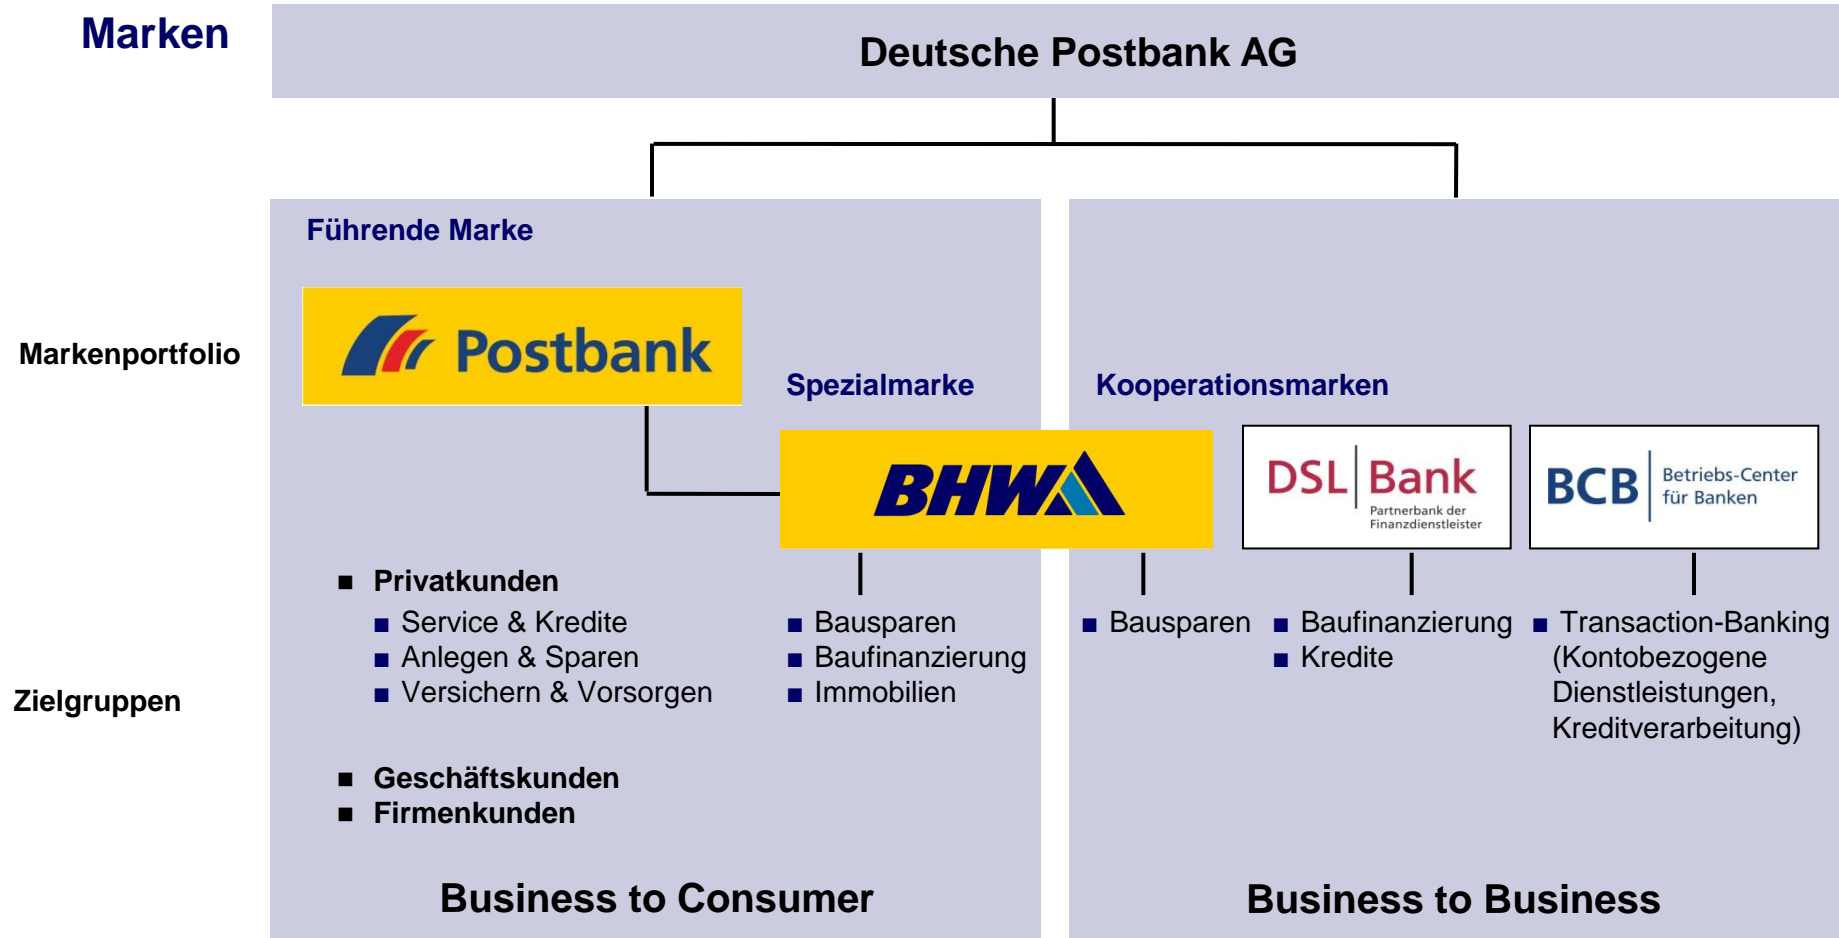 Marken
Deutsche Postbank AG
Führende Marke
Markenportfolio
Postbank
Spezialmarke
Kooperationsmarken
BHW
DSL Bank
Partnerbank der
Finanzdienstleister
BCB
Betriebs-Center
für Banken
Zielgruppen
■ Privatkunden
■ Service & Kredite
■ Anlegen & Sparen
■ Versichern & Vorsorgen
■ Geschäftskunden
■ Firmenkunden
■ Bausparen
■ Baufinanzierung
■ Immobilien
■ Bausparen
■ Baufinanzierung
■ Kredite
■ Transaction-Banking
(Kontobezogene
Dienstleistungen,
Kreditverarbeitung)
Business to Consumer
Business to Business